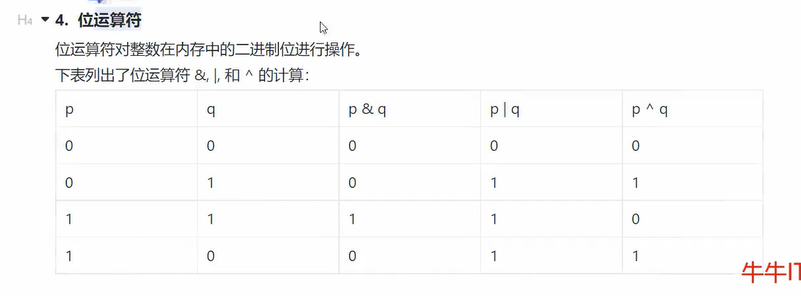 H4 4. 位运算符
位运算符对整数在内存中的二进制位进行操作。
下表列出了位运算符 &, |, 和 ^ 的计算：
p q p & q p | q p ^ q
0 0 0 0 0
0 1 0 1 1
1 1 1 1 0
1 0 0 1 1
牛牛IT